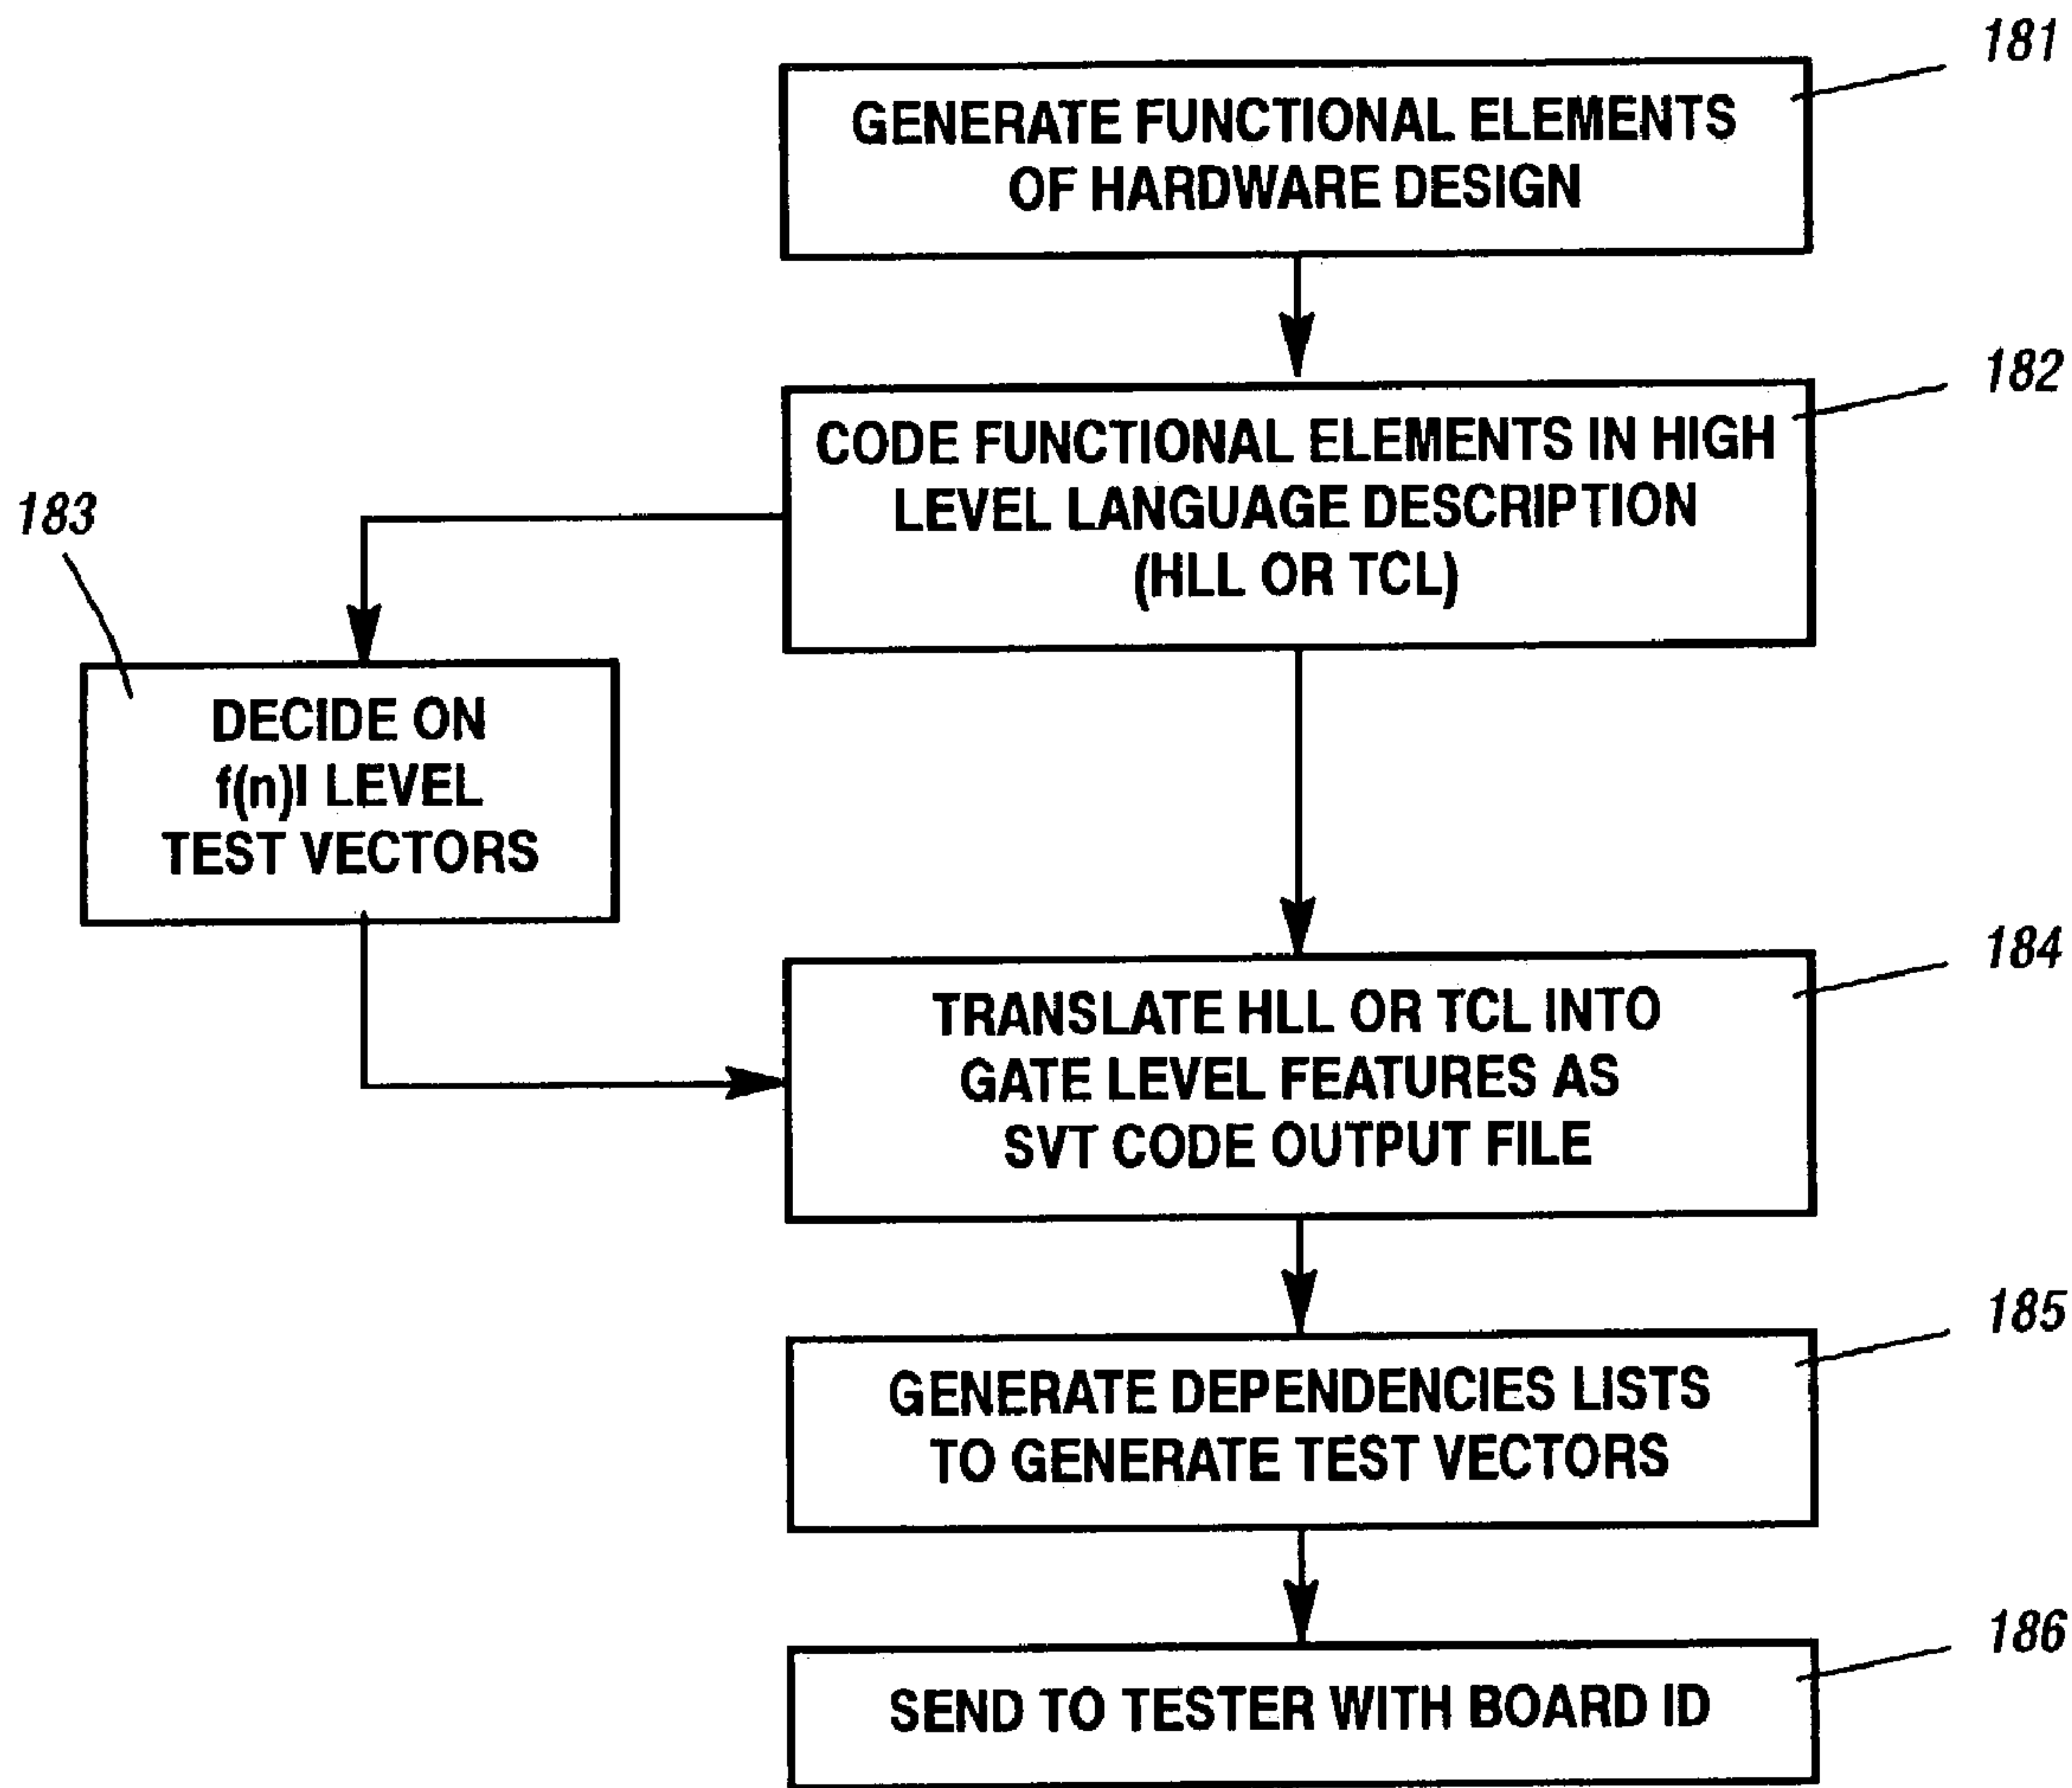 181
GENERATE FUNCTIONAL ELEMENTS
OF HARDWARE DESIGN
182
CODE FUNCTIONAL ELEMENTS IN HIGH
LEVEL LANGUAGE DESCRIPTION
(HLL OR TCL)
183
DECIDE ON
f(n)l LEVEL
TEST VECTORS
184
TRANSLATE HLL OR TCL INTO
GATE LEVEL FEATURES AS
SVT CODE OUTPUT FILE
185
GENERATE DEPENDENCIES LISTS
TO GENERATE TEST VECTORS
186
SEND TO TESTER WITH BOARD ID